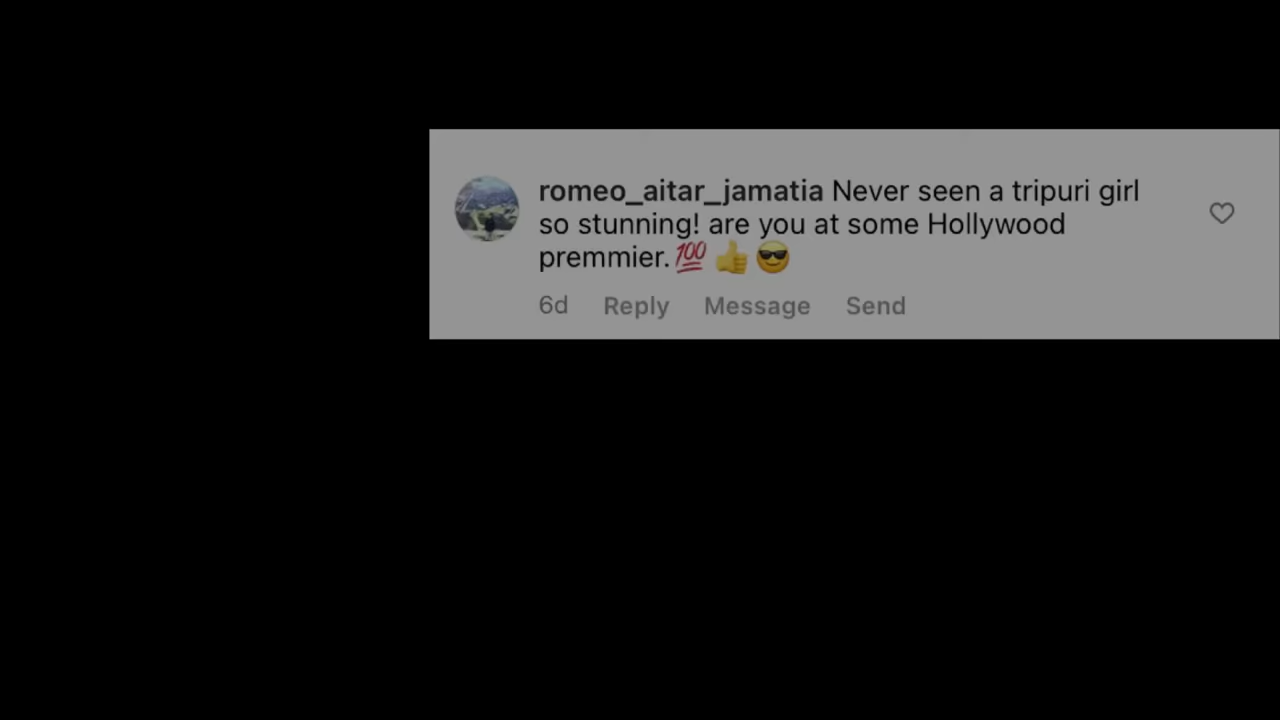 romeo_aitar_jamatia Never seen a tripuri girl
so stunning! are you at some Hollywood
premmier.💯👍😎
6d Reply Message Send